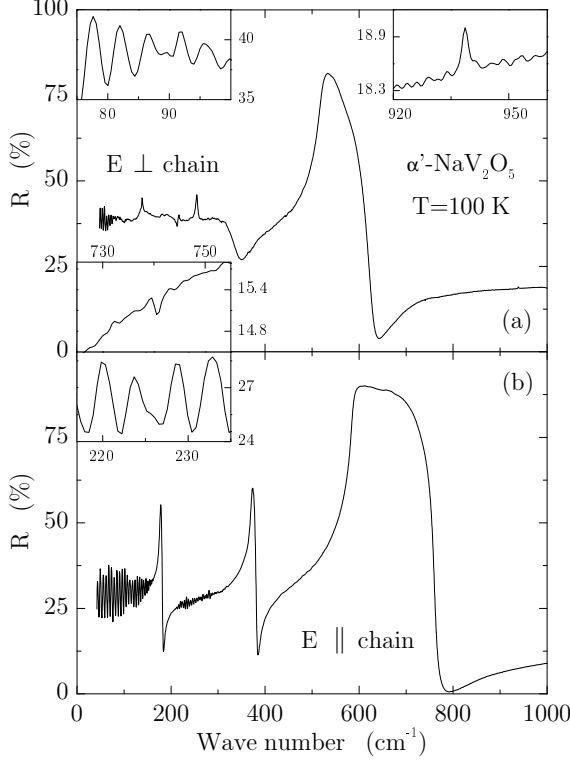 100
75
50
25
0
R (%)
40
35
80
90
18.9
18.3
920
950
E ⊥ chain
α'-NaV2O5
T=100 K
730
750
15.4
14.8
(a)
27
24
220
230
(b)
75
50
25
0
R (%)
E ∥ chain
0 200 400 600 800 1000
Wave number (cm-1)